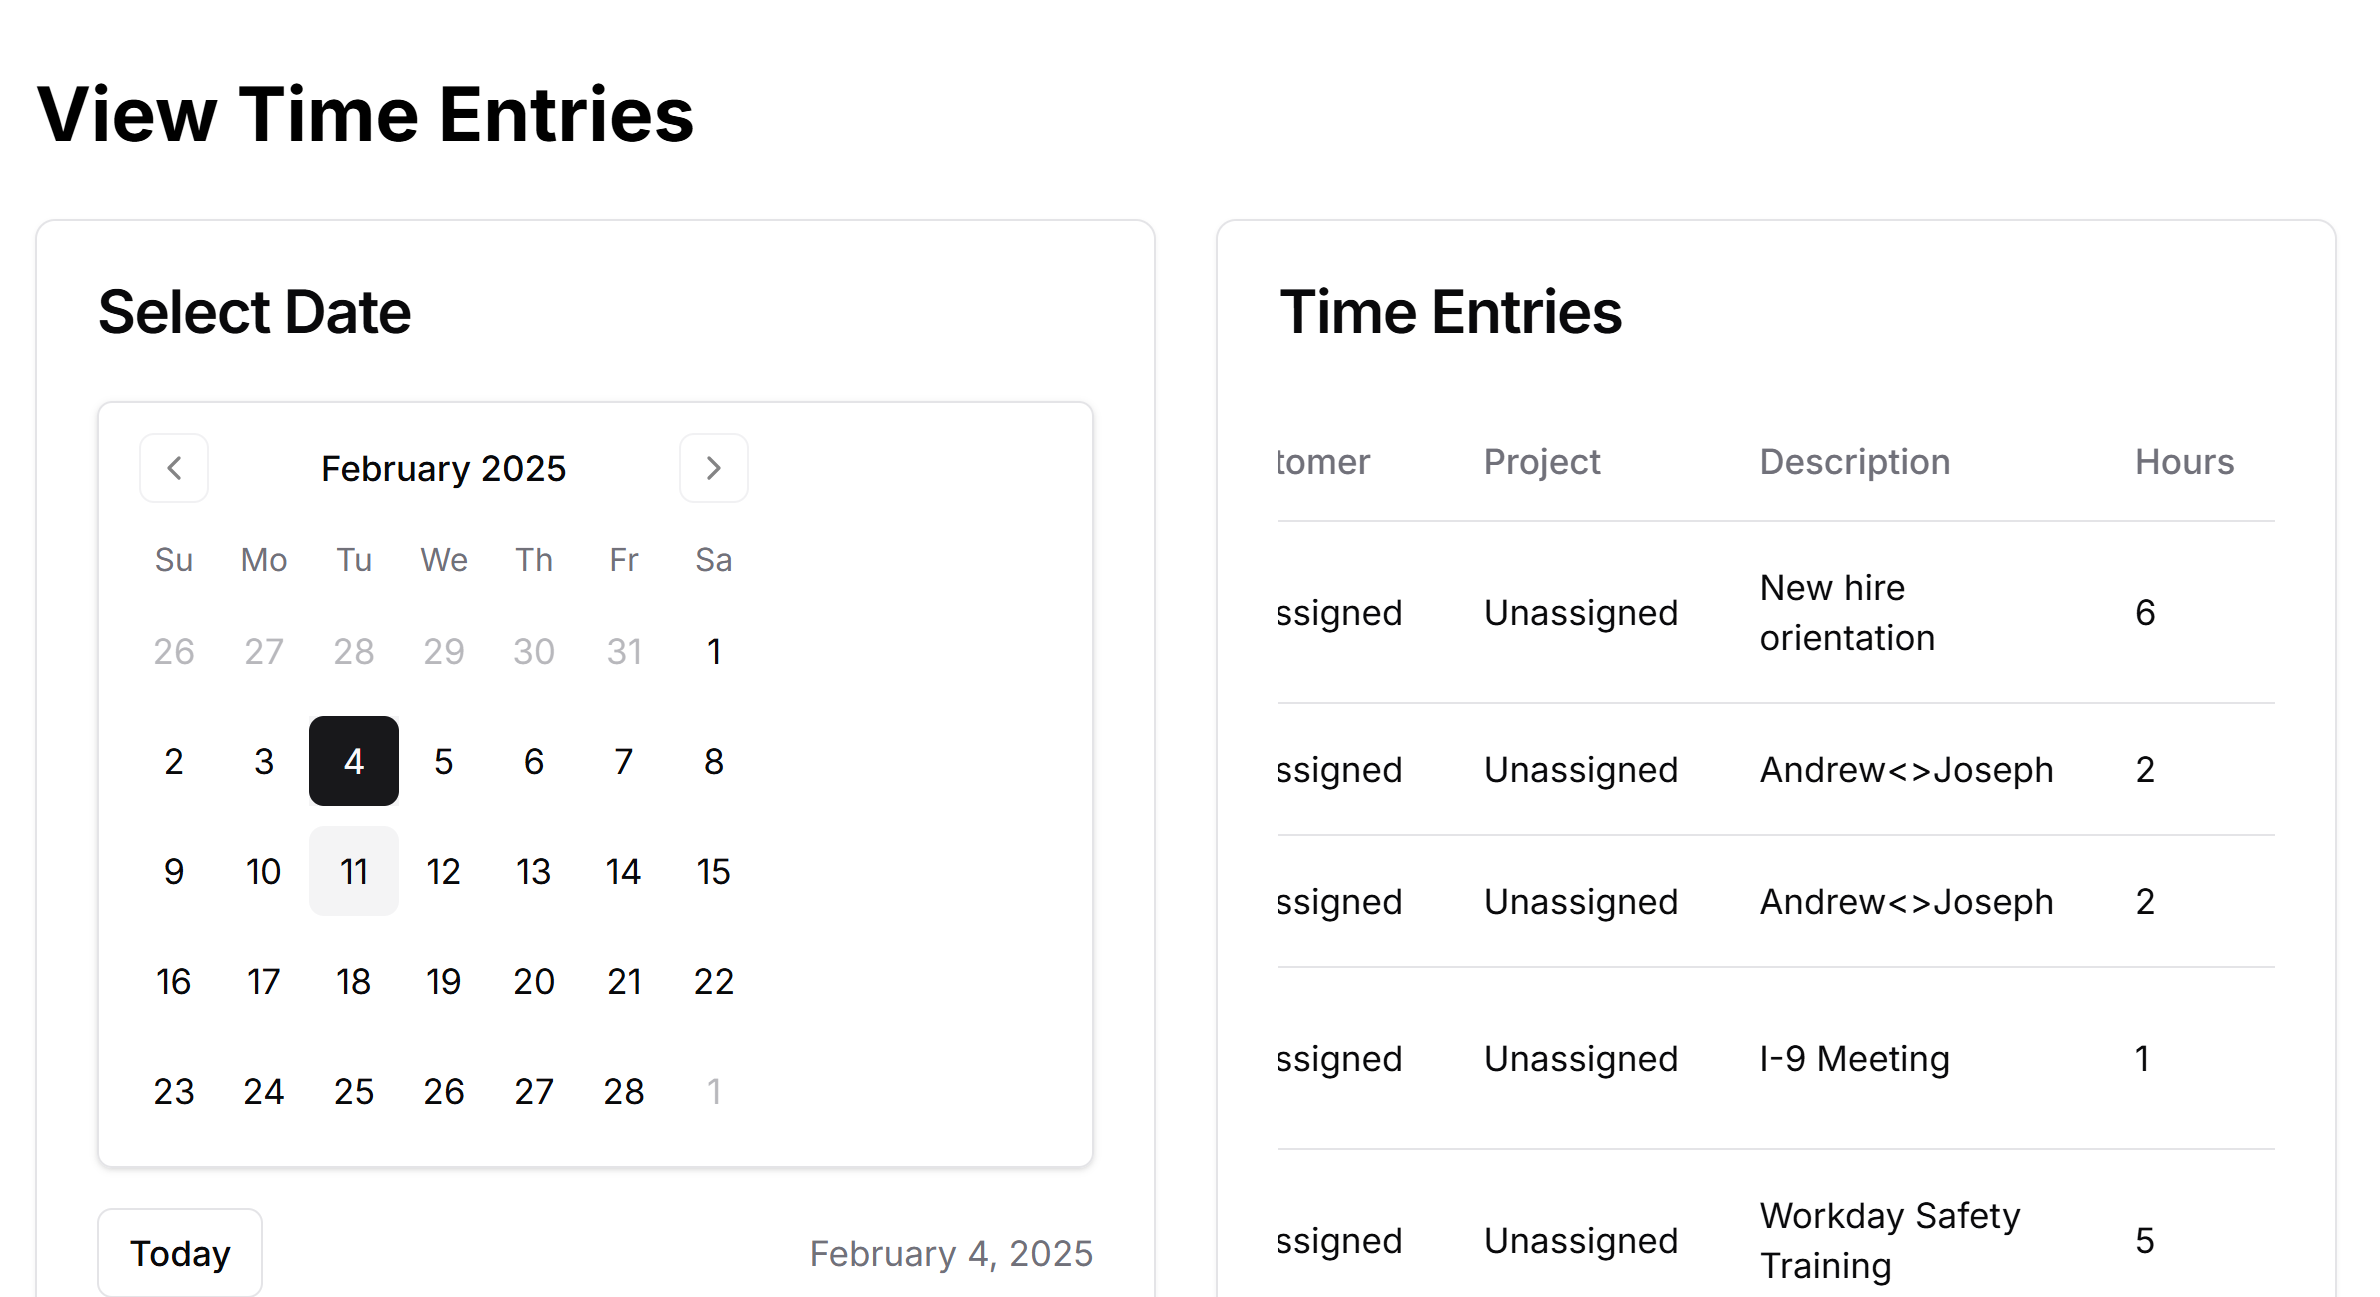 View Time Entries
Select Date
February 2025
Su Mo Tu We Th Fr Sa
26 27 28 29 30 31 1
2 3 4 5 6 7 8
9 10 11 12 13 14 15
16 17 18 19 20 21 22
23 24 25 26 27 28 1
Today February 4, 2025
Time Entries
tomer Project Description Hours
ssigned Unassigned New hire
orientation 6
ssigned Unassigned Andrew<>Joseph 2
ssigned Unassigned Andrew<>Joseph 2
ssigned Unassigned I-9 Meeting 1
ssigned Unassigned Workday Safety
Training 5